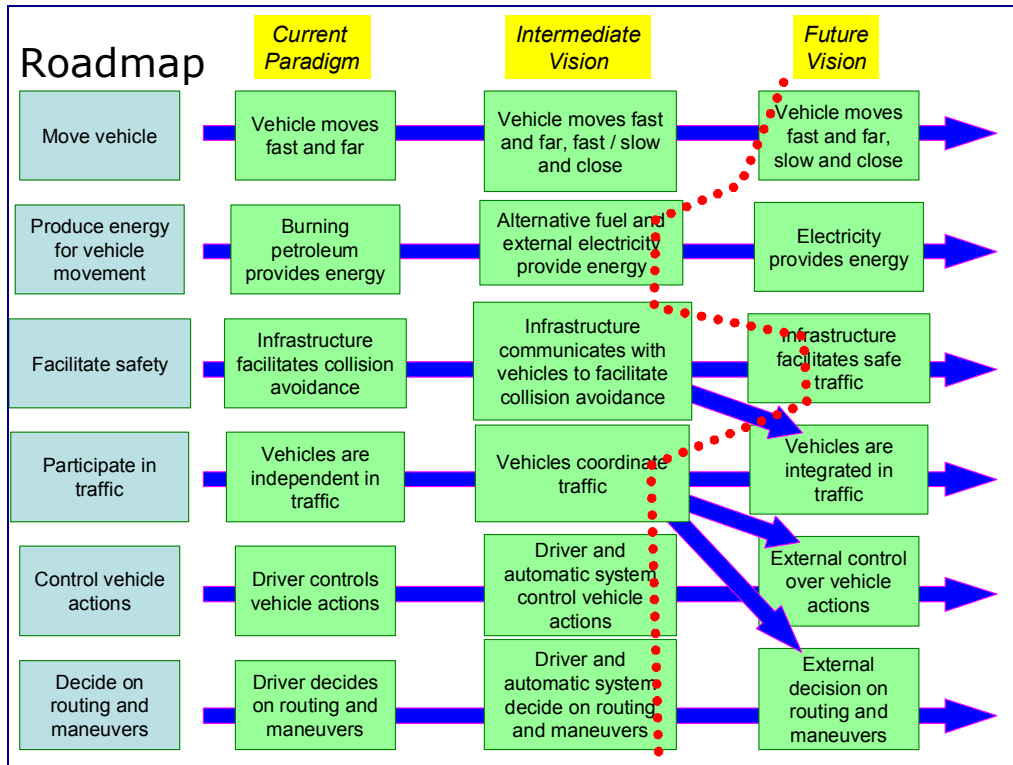 Roadmap
Current
Paradigm
Intermediate
Vision
Future
Vision
Move vehicle
Vehicle moves
fast and far
Vehicle moves fast
and far, fast / slow
and close
Vehicle moves
fast and far,
slow and close
Produce energy
for vehicle
movement
Burning
petroleum
provides energy
Alternative fuel and
external electricity
provide energy
Electricity
provides energy
Facilitate safety
Infrastructure
facilitates collision
avoidance
Infrastructure
communicates with
vehicles to facilitate
collision avoidance
Infrastructure
facilitates safe
traffic
Participate in
traffic
Vehicles are
independent in
traffic
Vehicles coordinate
traffic
Vehicles are
integrated in
traffic
Control vehicle
actions
Driver controls
vehicle actions
Driver and
automatic system
control vehicle
actions
External control
over vehicle
actions
Decide on
routing and
maneuvers
Driver decides
on routing and
maneuvers
Driver and
automatic system
decide on routing
and maneuvers
External
decision on
routing and
maneuvers